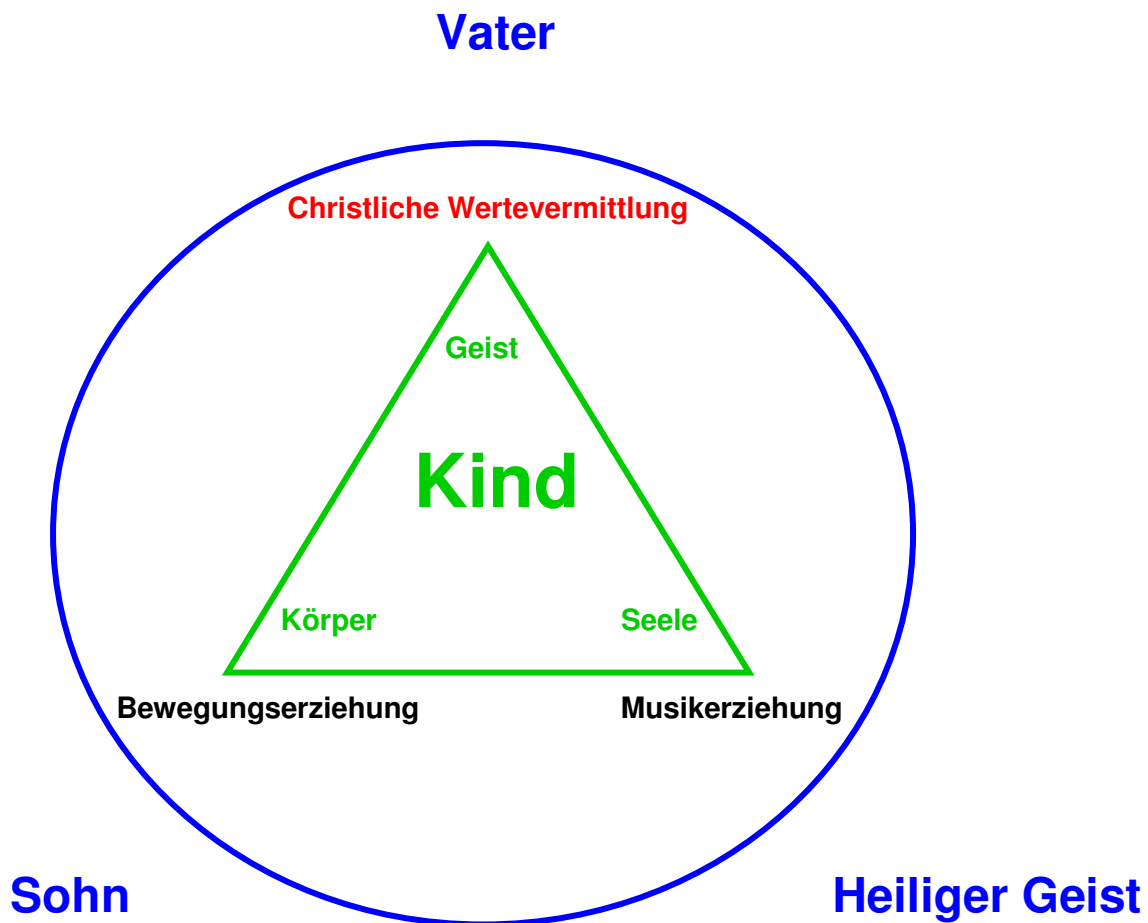 Vater
Christliche Wertevermittlung
Geist
Kind
Körper Seele
Bewegungserziehung Musikerziehung
Sohn Heiliger Geist